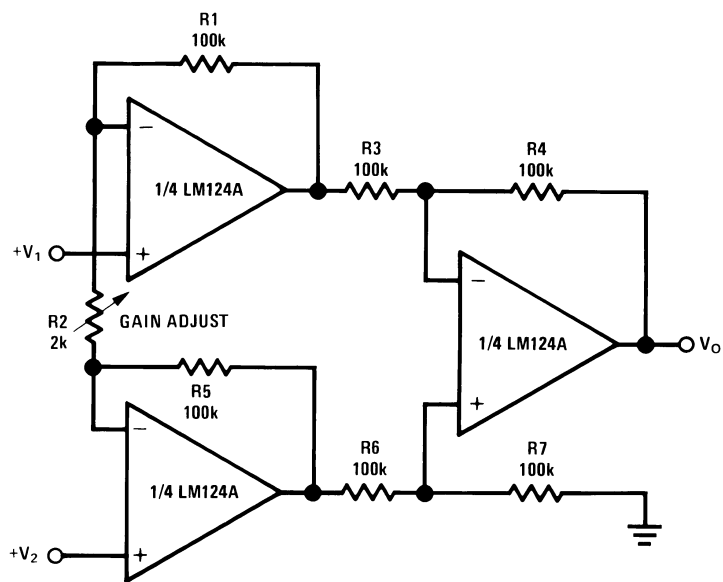 R1
100k
−
1/4 LM124A
+
+V1
R3
100k
R4
100k
R2
2k
GAIN ADJUST
−
1/4 LM124A
+
VO
R5
100k
−
1/4 LM124A
+
+V2
R6
100k
R7
100k